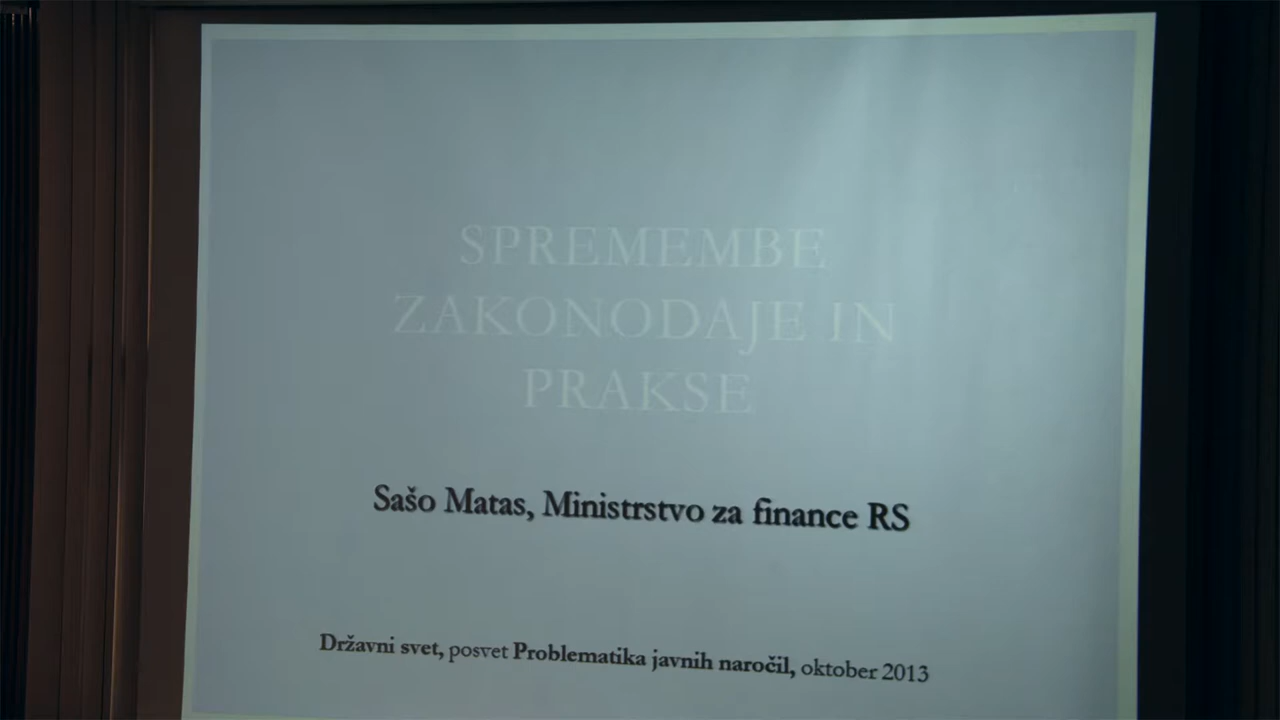 SPREMEMBE
ZAKONODAJE IN
PRAKSE
Sašo Matas, Ministrstvo za finance RS
Državni svet, posvet Problematika javnih naročil, oktober 2013